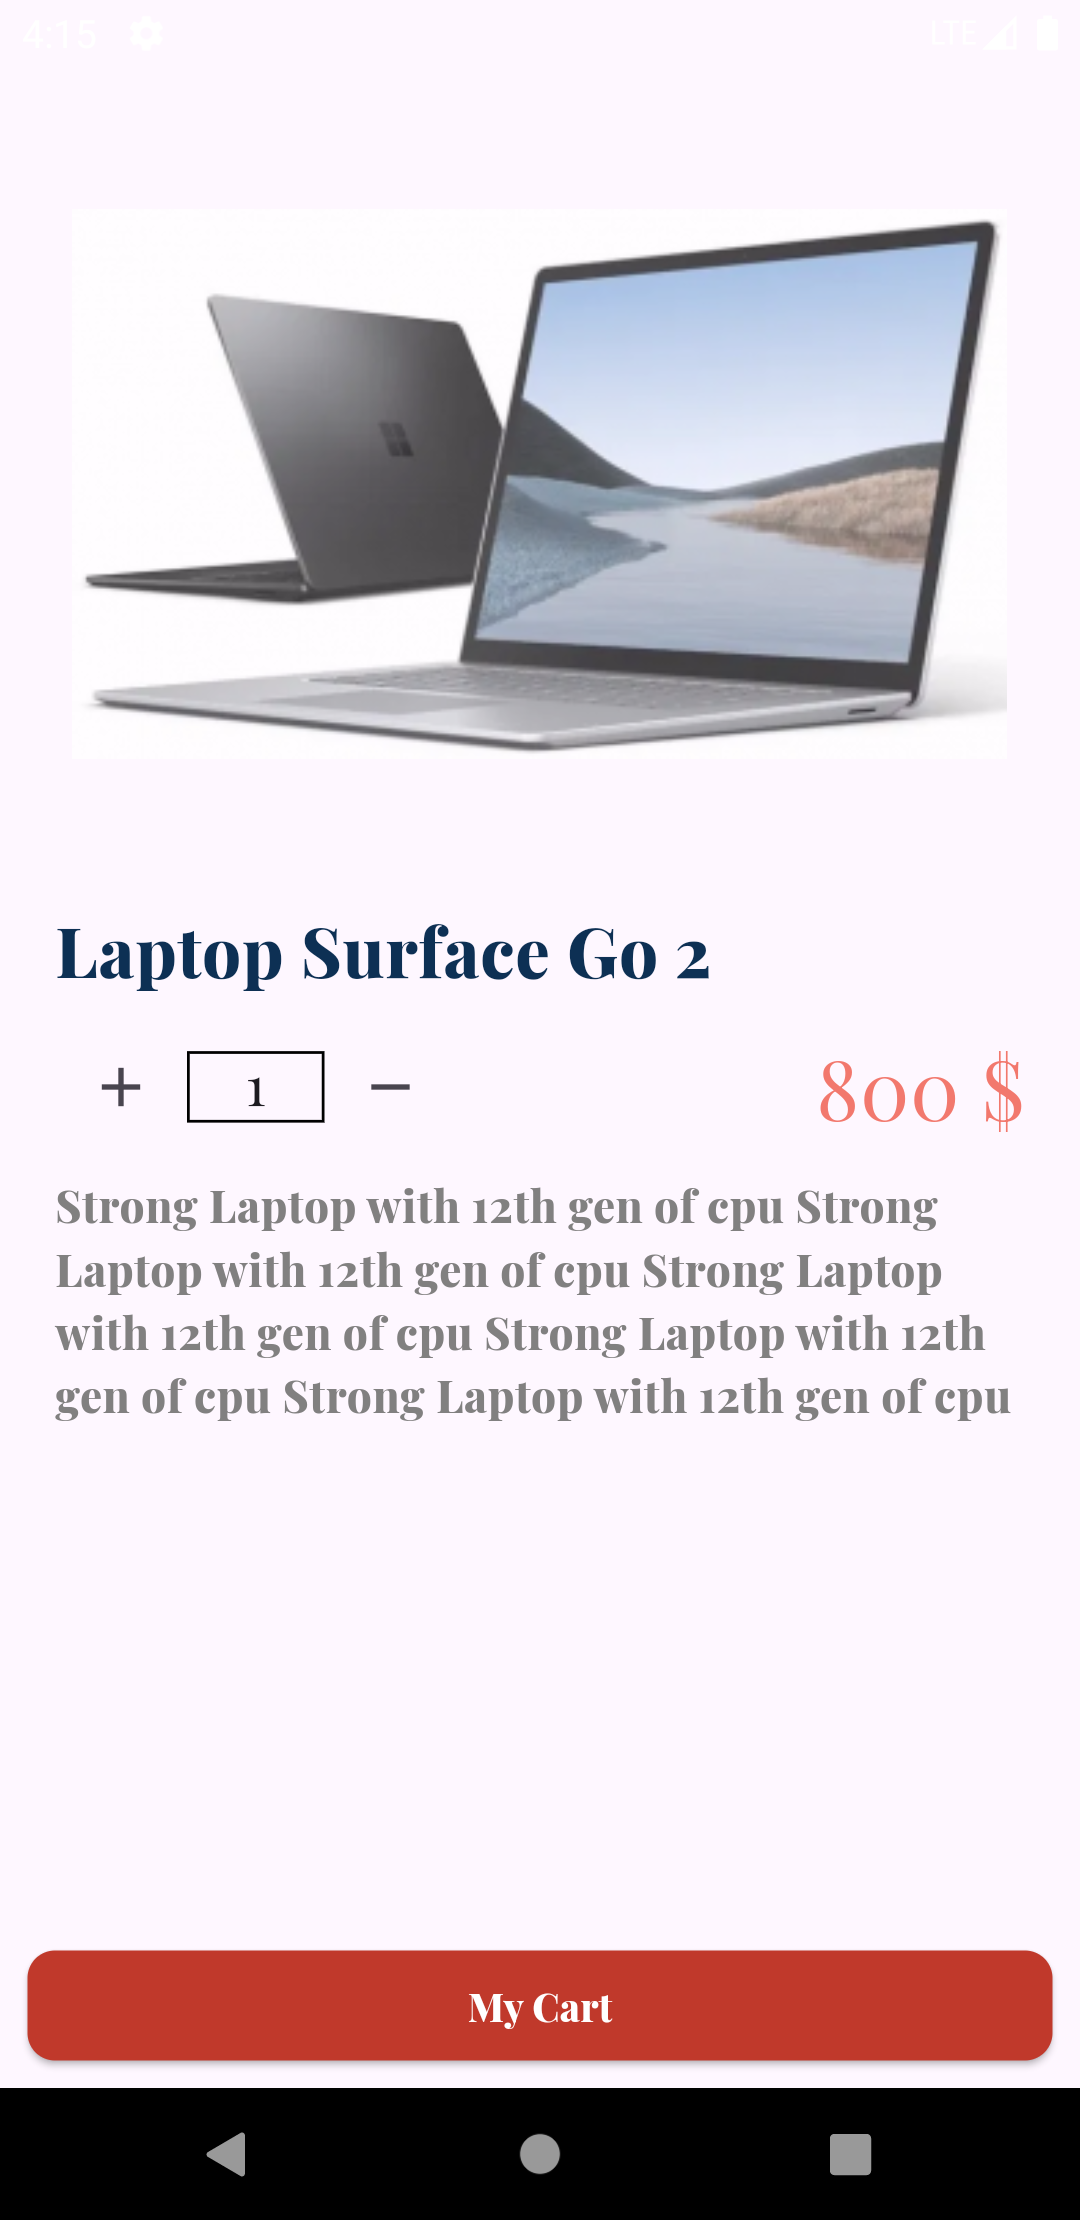 4:15 LTE
Laptop Surface Go 2
+ 1 − 800 $
Strong Laptop with 12th gen of cpu Strong
Laptop with 12th gen of cpu Strong Laptop
with 12th gen of cpu Strong Laptop with 12th
gen of cpu Strong Laptop with 12th gen of cpu
My Cart